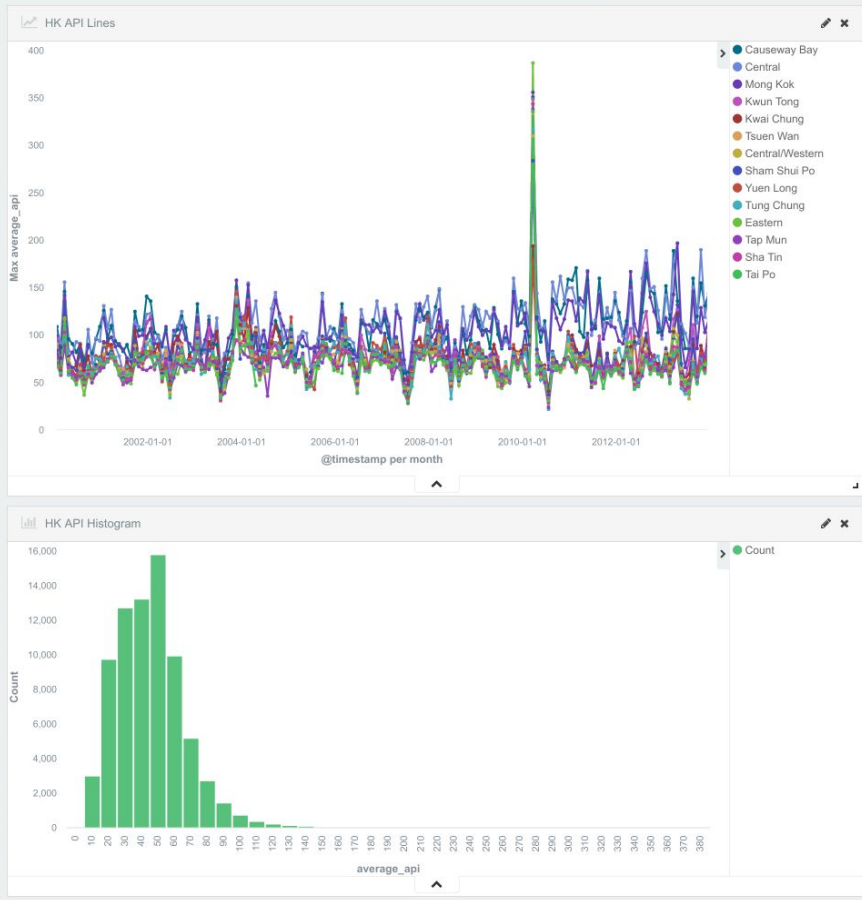 HK API Lines
400
350
300
250
200
150
100
50
0
Max average_api
2002-01-01 2004-01-01 2006-01-01 2008-01-01 2010-01-01 2012-01-01
@timestamp per month
Causeway Bay
Central
Mong Kok
Kwun Tong
Kwai Chung
Tsuen Wan
Central/Western
Sham Shui Po
Yuen Long
Tung Chung
Eastern
Tap Mun
Sha Tin
Tai Po
HK API Histogram
16,000
14,000
12,000
10,000
8,000
6,000
4,000
2,000
0
Count
0 10 20 30 40 50 60 70 80 90 100 110 120 130 140 150 160 170 180 190 200 210 220 230 240 250 260 270 280 290 300 310 320 330 340 350 360 370 380
average_api
Count